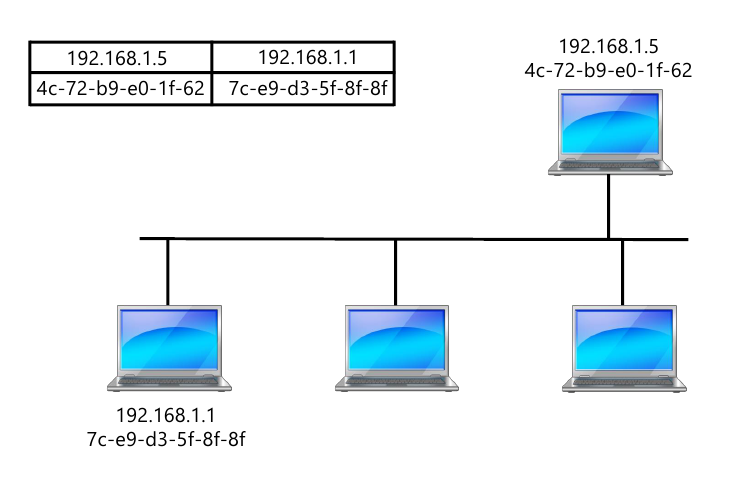 192.168.1.5 192.168.1.1
4c-72-b9-e0-1f-62 7c-e9-d3-5f-8f-8f
192.168.1.5
4c-72-b9-e0-1f-62
192.168.1.1
7c-e9-d3-5f-8f-8f